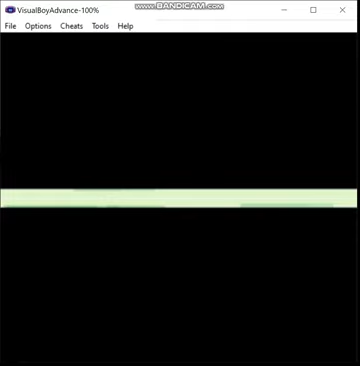 www.BANDICAM.com
VisualBoyAdvance-100%
File Options Cheats Tools Help